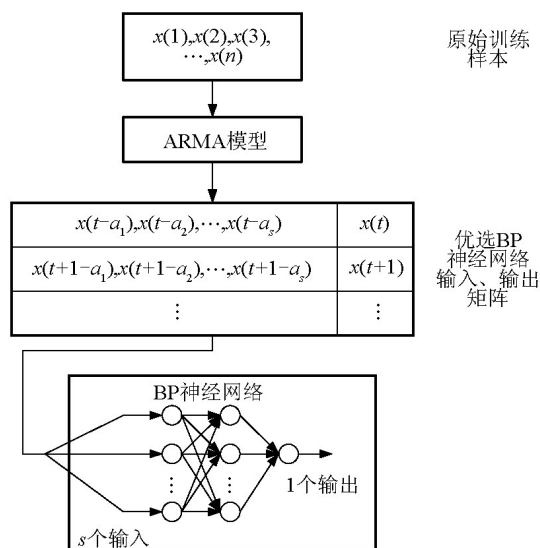 x(1),x(2),x(3),
⋯,x(n)
原始训练
样本
ARMA模型
x(t−a₁),x(t−a₂),⋯,x(t−aₛ) x(t)
x(t+1−a₁),x(t+1−a₂),⋯,x(t+1−aₛ) x(t+1)
⋮ ⋮
优选BP
神经网络
输入、输出
矩阵
BP神经网络
⋮ ⋮
1个输出
s个输入